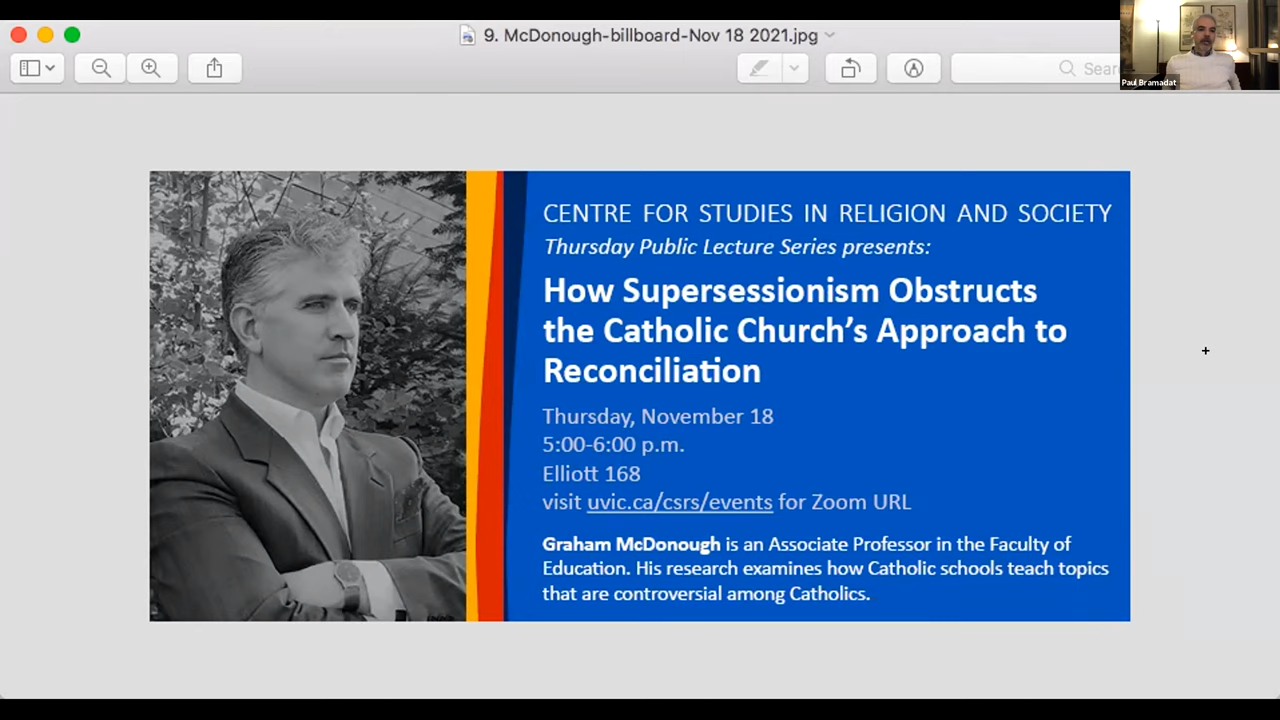 9. McDonough-billboard-Nov 18 2021.jpg
Sear
Paul Bramadat
CENTRE FOR STUDIES IN RELIGION AND SOCIETY
Thursday Public Lecture Series presents:
How Supersessionism Obstructs
the Catholic Church's Approach to
Reconciliation
Thursday, November 18
5:00-6:00 p.m.
Elliott 168
visit uvic.ca/csrs/events for Zoom URL
Graham McDonough is an Associate Professor in the Faculty of
Education. His research examines how Catholic schools teach topics
that are controversial among Catholics.